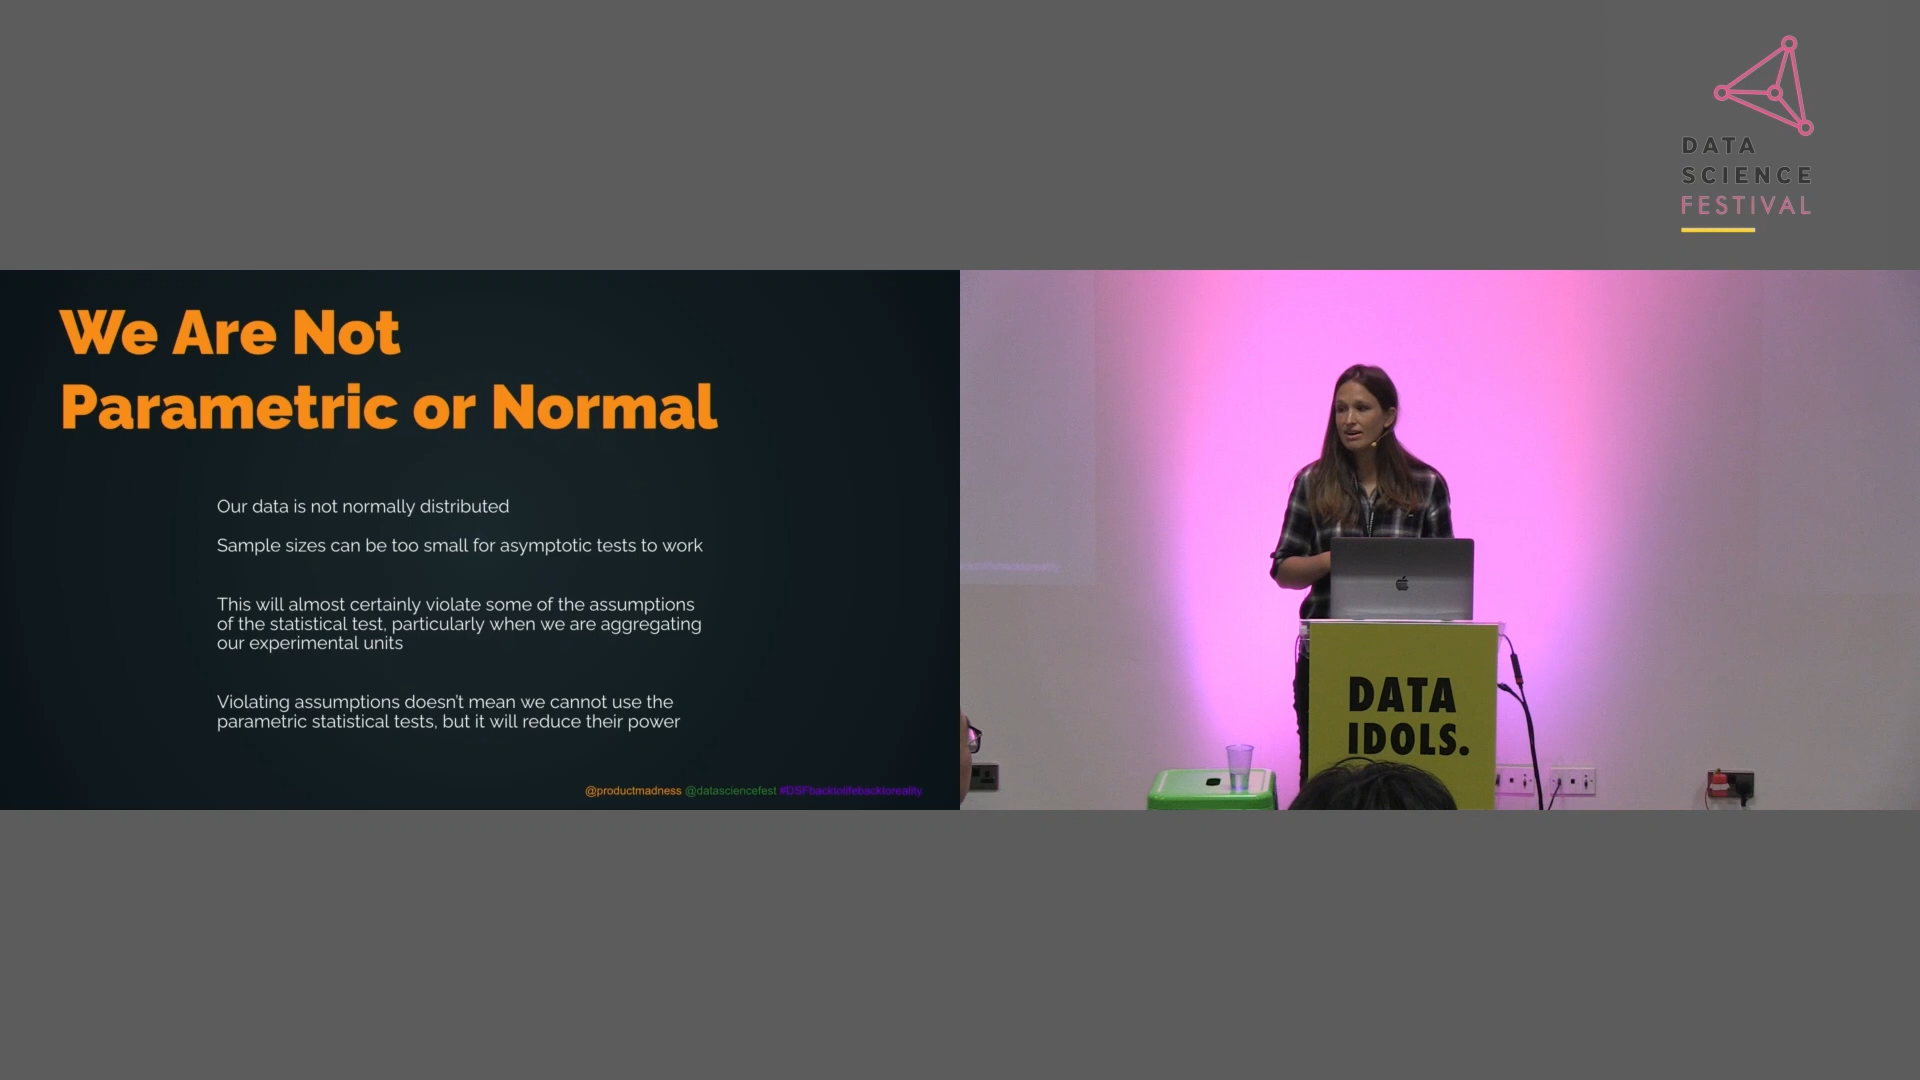 DATA
SCIENCE
FESTIVAL
We Are Not
Parametric or Normal
Our data is not normally distributed
Sample sizes can be too small for asymptotic tests to work
This will almost certainly violate some of the assumptions
of the statistical test, particularly when we are aggregating
our experimental units
Violating assumptions doesn't mean we cannot use the
parametric statistical tests, but it will reduce their power
@productmadness @datasciencefest #DSFbacktolifebacktoreality
DATA
IDOLS.